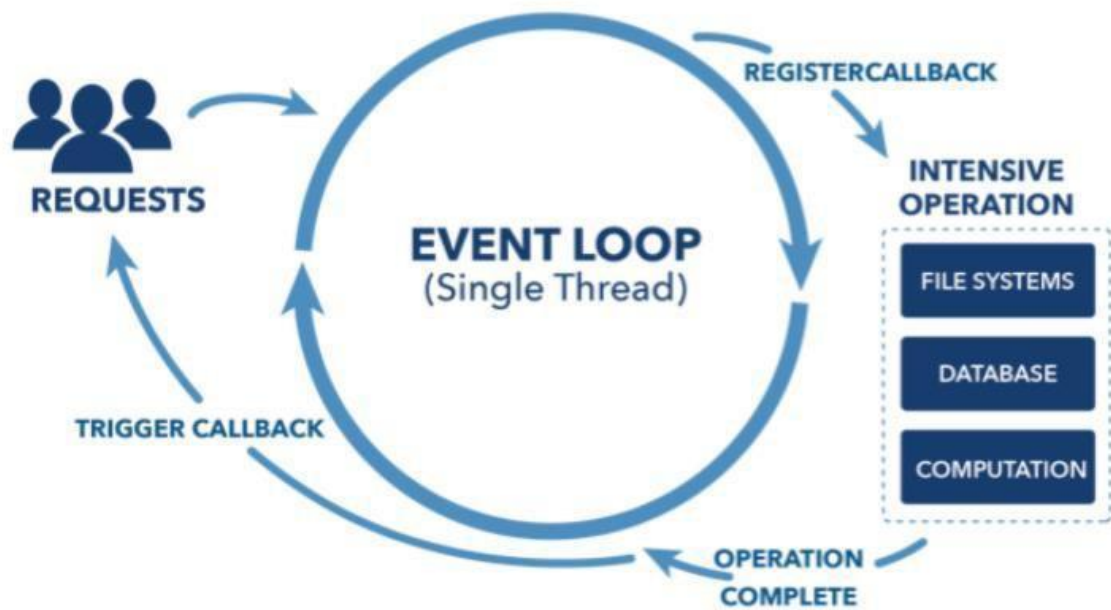 REGISTERCALLBACK
REQUESTS
INTENSIVE
OPERATION
EVENT LOOP
(Single Thread)
FILE SYSTEMS
DATABASE
COMPUTATION
TRIGGER CALLBACK
OPERATION
COMPLETE